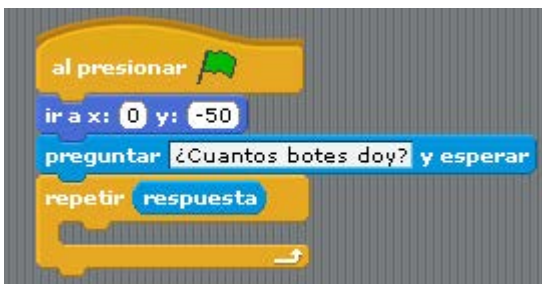 al presionar
ir a x: 0 y: -50
preguntar ¿Cuantos botes doy? y esperar
repetir respuesta